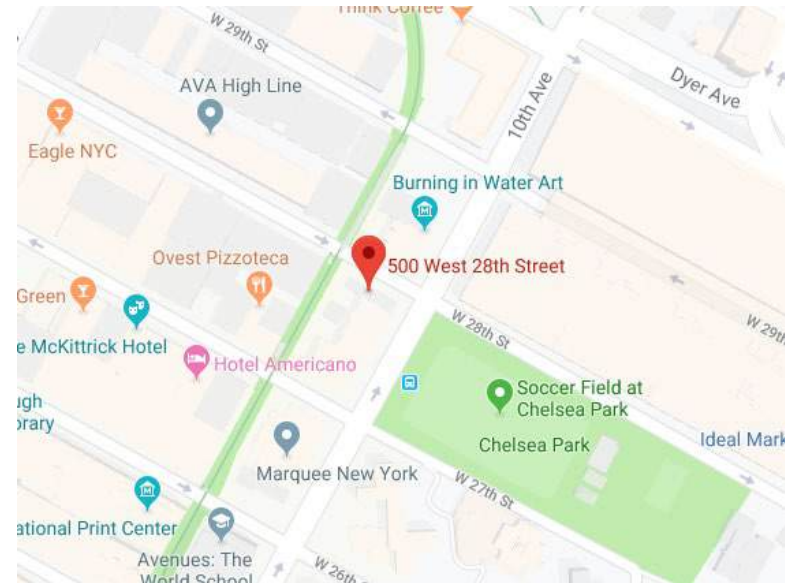 Think Coffee
W 29th St
Dyer Ave
AVA High Line
10th Ave
Eagle NYC
Burning in Water Art
Ovest Pizzoteca
500 West 28th Street
Green
W 28th St
W 29th
e McKittrick Hotel
Hotel Americano
Soccer Field at
Chelsea Park
ugh
brary
Chelsea Park
Ideal Mark
Marquee New York
W 27th St
ational Print Center
Avenues: The
World School
W 26th St